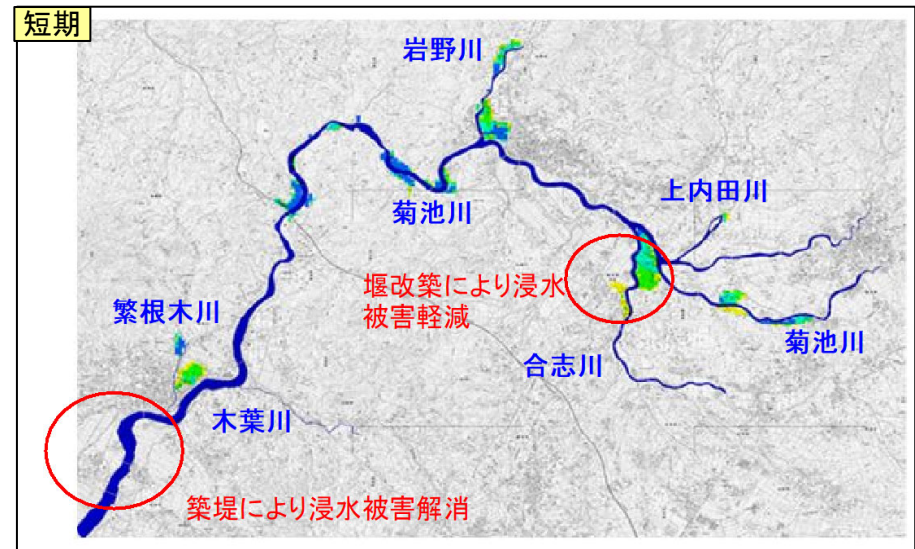 短期
岩野川
上内田川
菊池川
堰改築により浸水
被害軽減
繁根木川
菊池川
合志川
木葉川
築堤により浸水被害解消